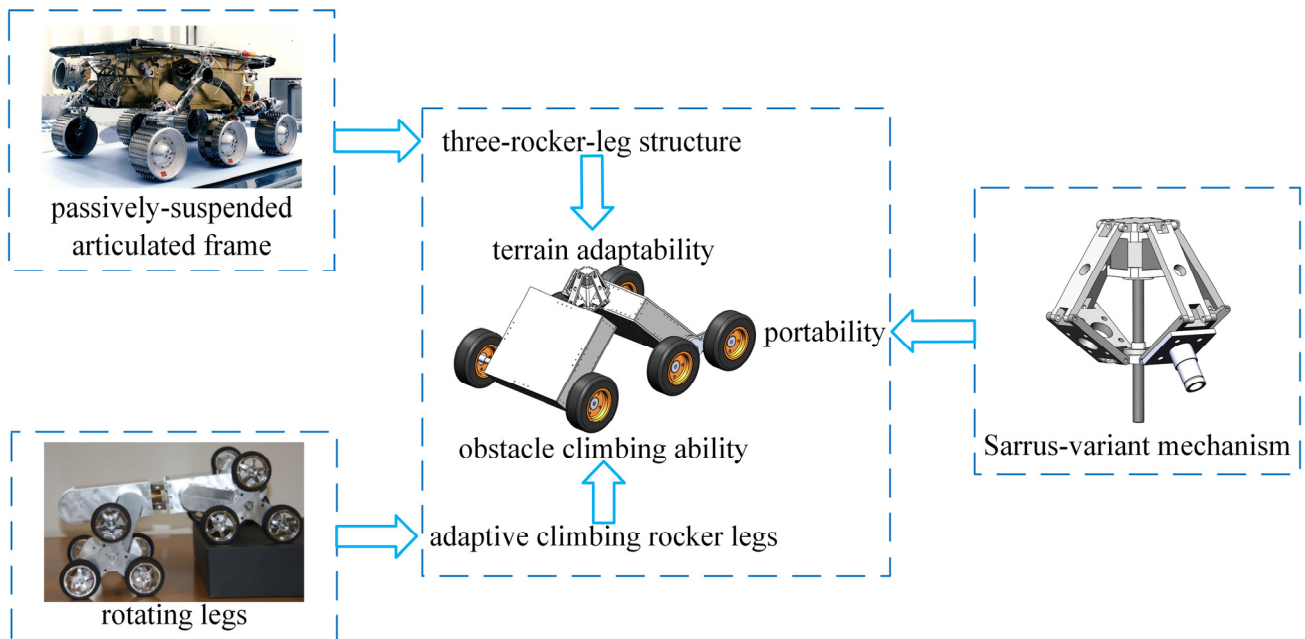 passively-suspended
articulated frame
rotating legs
three-rocker-leg structure
terrain adaptability
portability
obstacle climbing ability
adaptive climbing rocker legs
Sarrus-variant mechanism